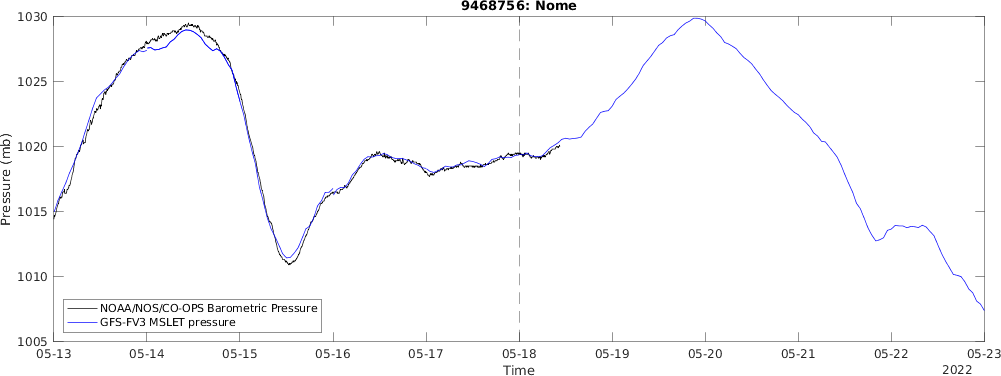 9468756: Nome
Pressure (mb)
1030
1025
1020
1015
1010
1005
NOAA/NOS/CO-OPS Barometric Pressure
GFS-FV3 MSLET pressure
05-13 05-14 05-15 05-16 05-17 05-18 05-19 05-20 05-21 05-22 05-23
Time
2022